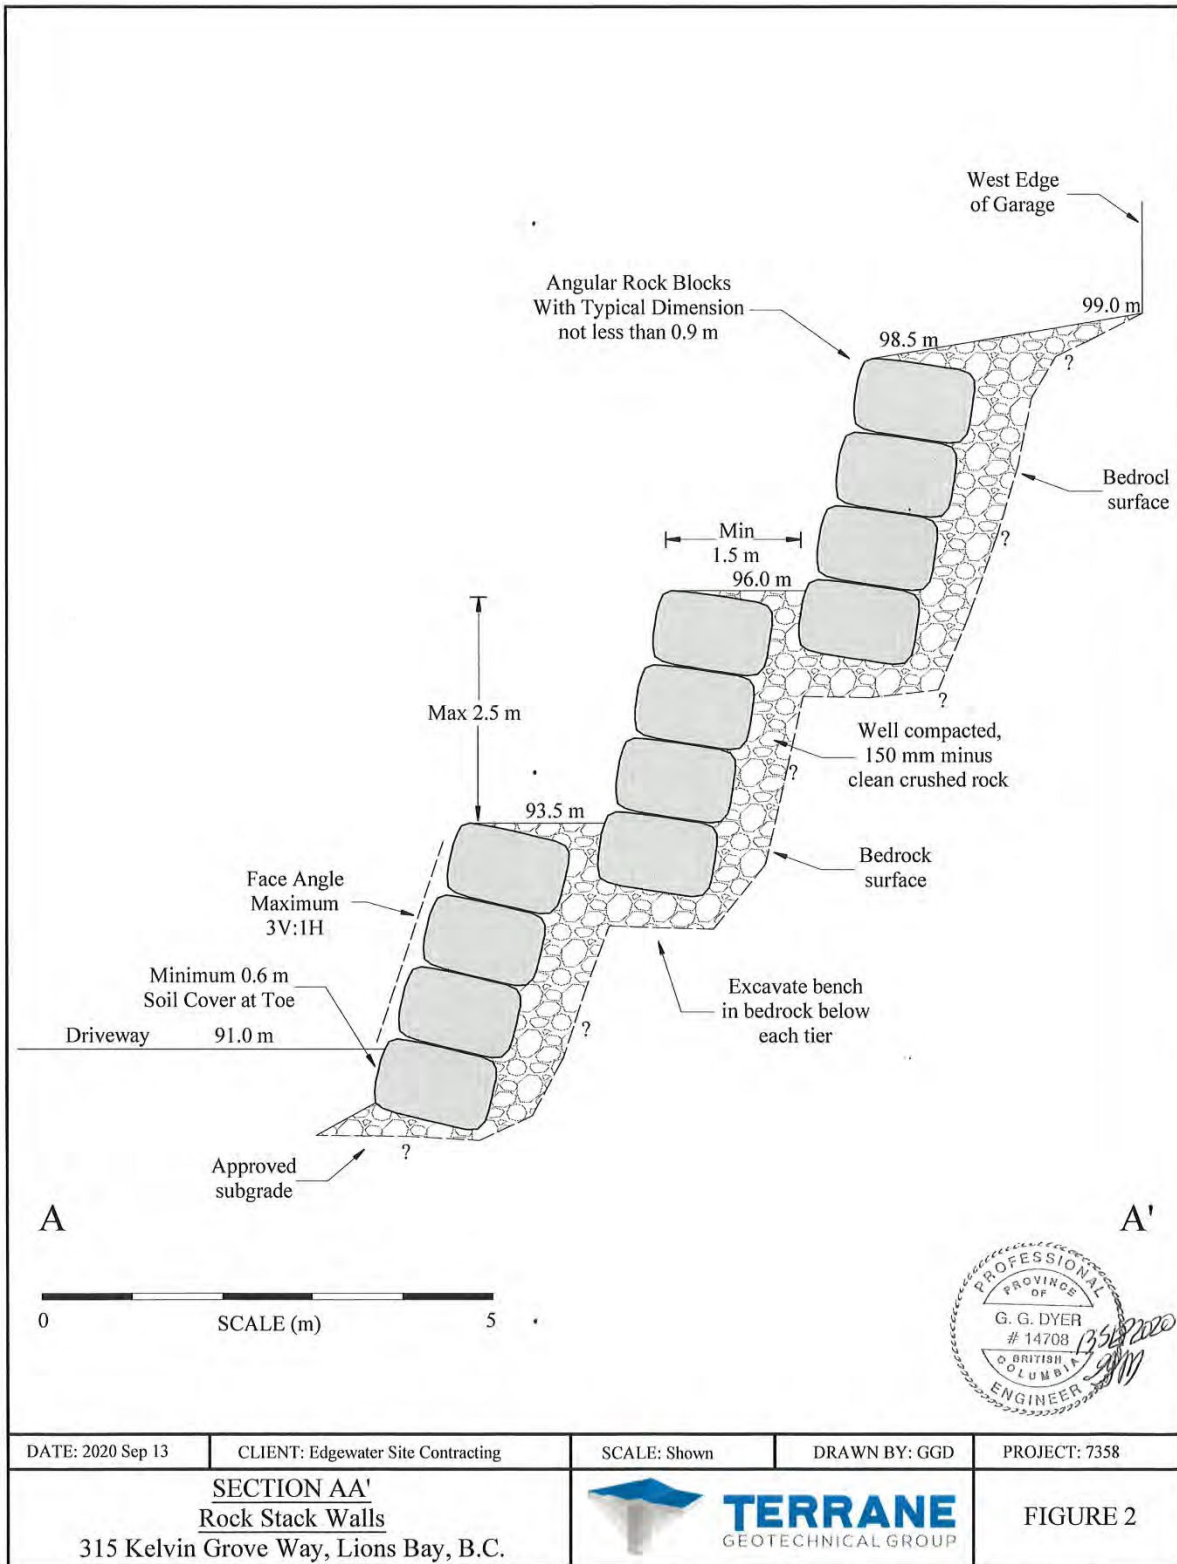 West Edge
of Garage
Angular Rock Blocks
With Typical Dimension
not less than 0.9 m
99.0 m
98.5 m
?
Bedrocl
surface
Min
1.5 m
?
96.0 m
Max 2.5 m
?
Well compacted,
150 mm minus
clean crushed rock
?
93.5 m
Bedrock
surface
Face Angle
Maximum
3V:1H
Minimum 0.6 m
Soil Cover at Toe
Excavate bench
in bedrock below
each tier
?
Driveway 91.0 m
?
Approved
subgrade
A
A'
0 5
SCALE (m)
PROFESSIONAL
PROVINCE
OF
G. G. DYER
# 14708
BRITISH
COLUMBIA
ENGINEER
13 SEP 2020
DATE: 2020 Sep 13 CLIENT: Edgewater Site Contracting SCALE: Shown DRAWN BY: GGD PROJECT: 7358
SECTION AA'
Rock Stack Walls
315 Kelvin Grove Way, Lions Bay, B.C.
TERRANE
GEOTECHNICAL GROUP
FIGURE 2